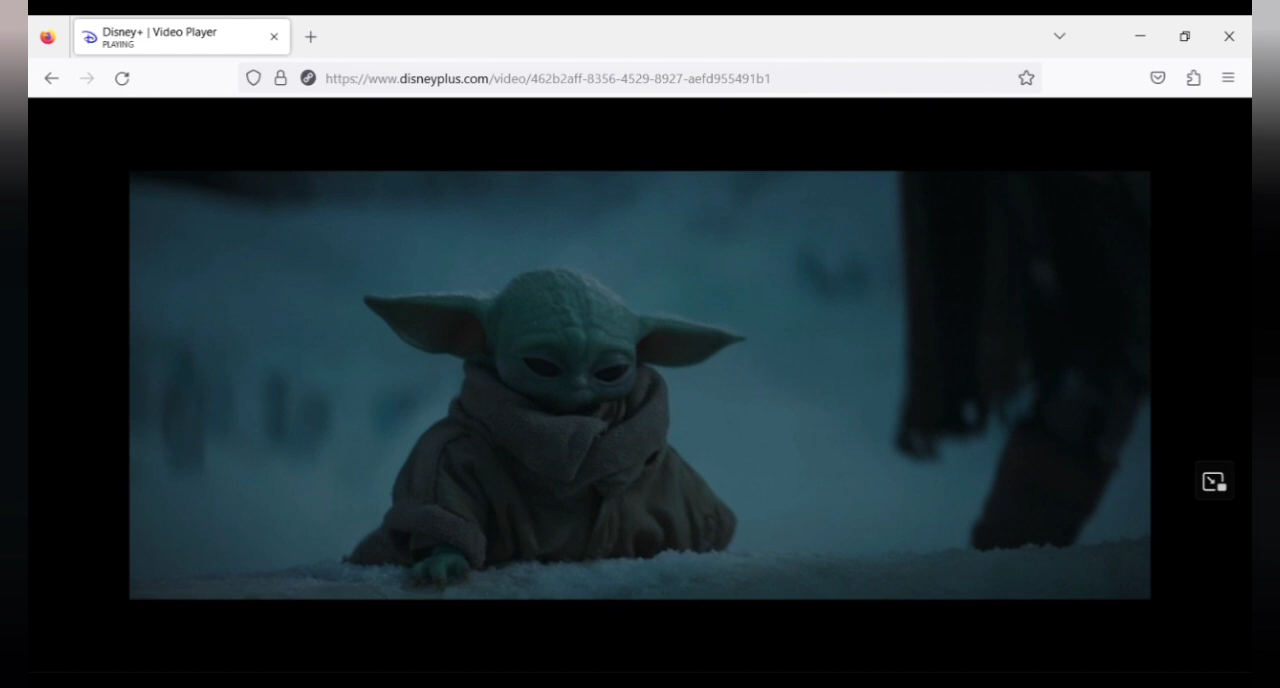 Disney+ | Video Player
PLAYING
https://www.disneyplus.com/video/462b2aff-8356-4529-8927-aefd955491b1